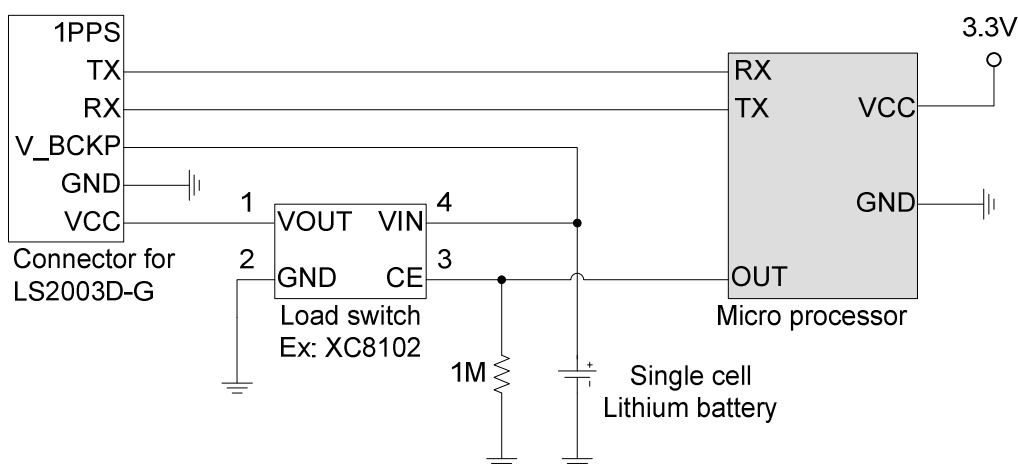 1PPS
TX
RX
V_BCKP
GND
VCC
Connector for
LS2003D-G
1
2
VOUT
VIN
GND
CE
4
3
Load switch
Ex: XC8102
1M
+
-
Single cell
Lithium battery
RX
TX
VCC
GND
OUT
Micro processor
3.3V